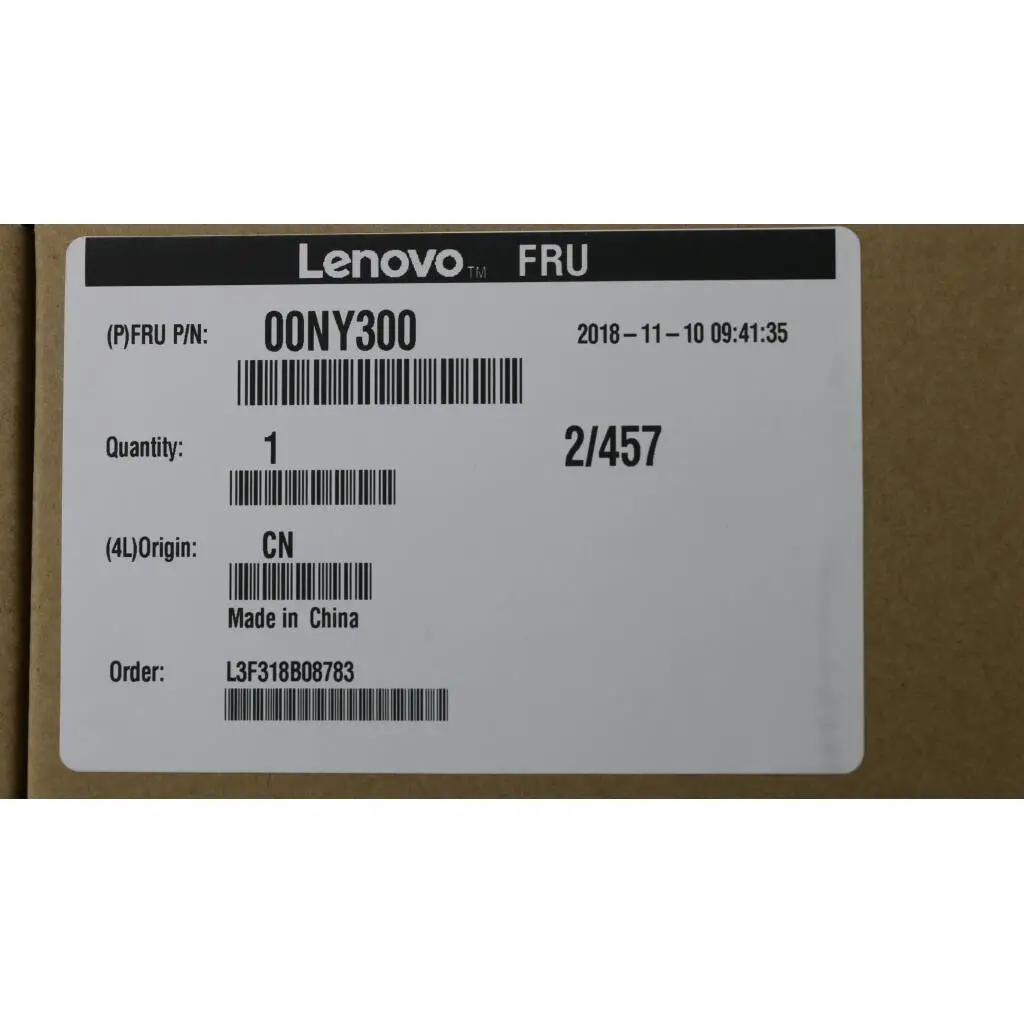 Lenovo™ FRU
(P)FRU P/N: 00NY300 2018-11-10 09:41:35
Quantity: 1 2/457
(4L)Origin: CN
Made in China
Order: L3F318B08783